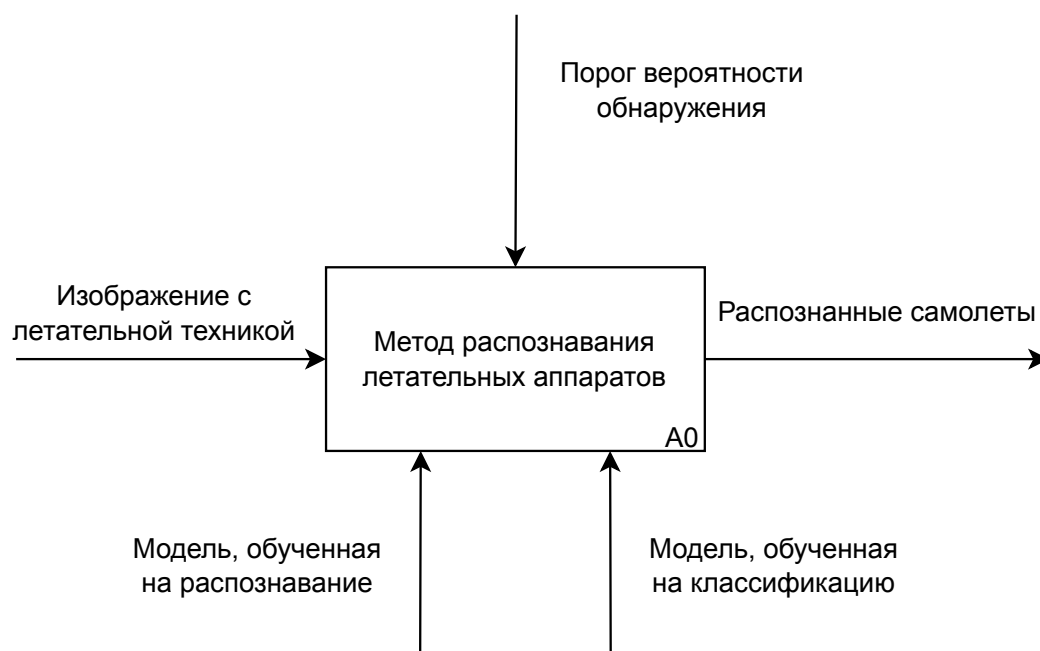 Порог вероятности
обнаружения
Изображение с
летательной техникой
Распознанные самолеты
Метод распознавания
летательных аппаратов
A0
Модель, обученная
на распознавание
Модель, обученная
на классификацию